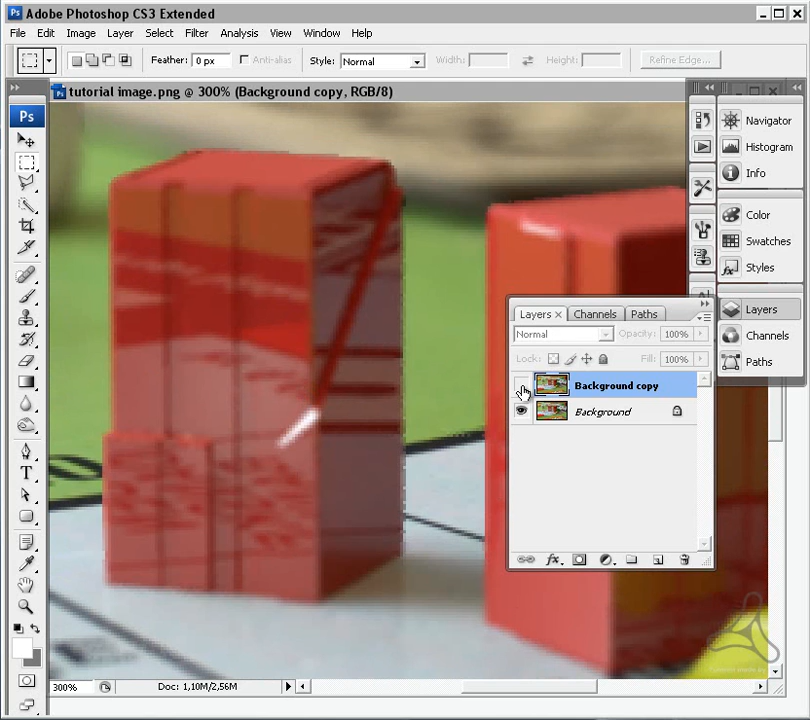 Ps Adobe Photoshop CS3 Extended
File Edit Image Layer Select Filter Analysis View Window Help
Feather: 0 px Anti-alias Style: Normal Width: Height: Refine Edge...
tutorial image.png @ 300% (Background copy, RGB/8)
Ps
Navigator
Histogram
Info
Color
Swatches
Styles
Layers
Channels
Paths
Layers x Channels Paths
Normal Opacity: 100%
Lock: Fill: 100%
Background copy
Background
T
300% Doc: 1,10M/2,56M